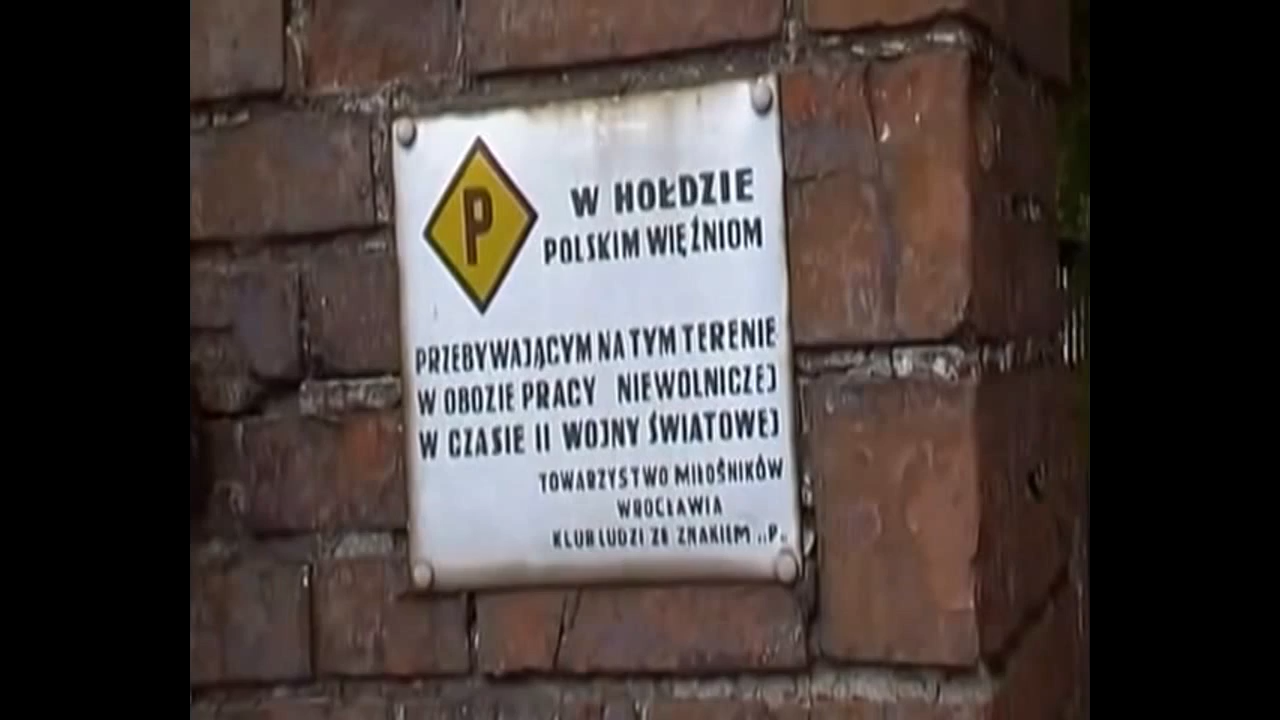 P
W HOŁDZIE
POLSKIM WIĘŹNIOM
PRZEBYWAJĄCYM NA TYM TERENIE
W OBOZIE PRACY NIEWOLNICZEJ
W CZASIE II WOJNY ŚWIATOWEJ
TOWARZYSTWO MIŁOŚNIKÓW
WROCŁAWIA
KLUB LUDZI ZE ZNAKIEM „P„